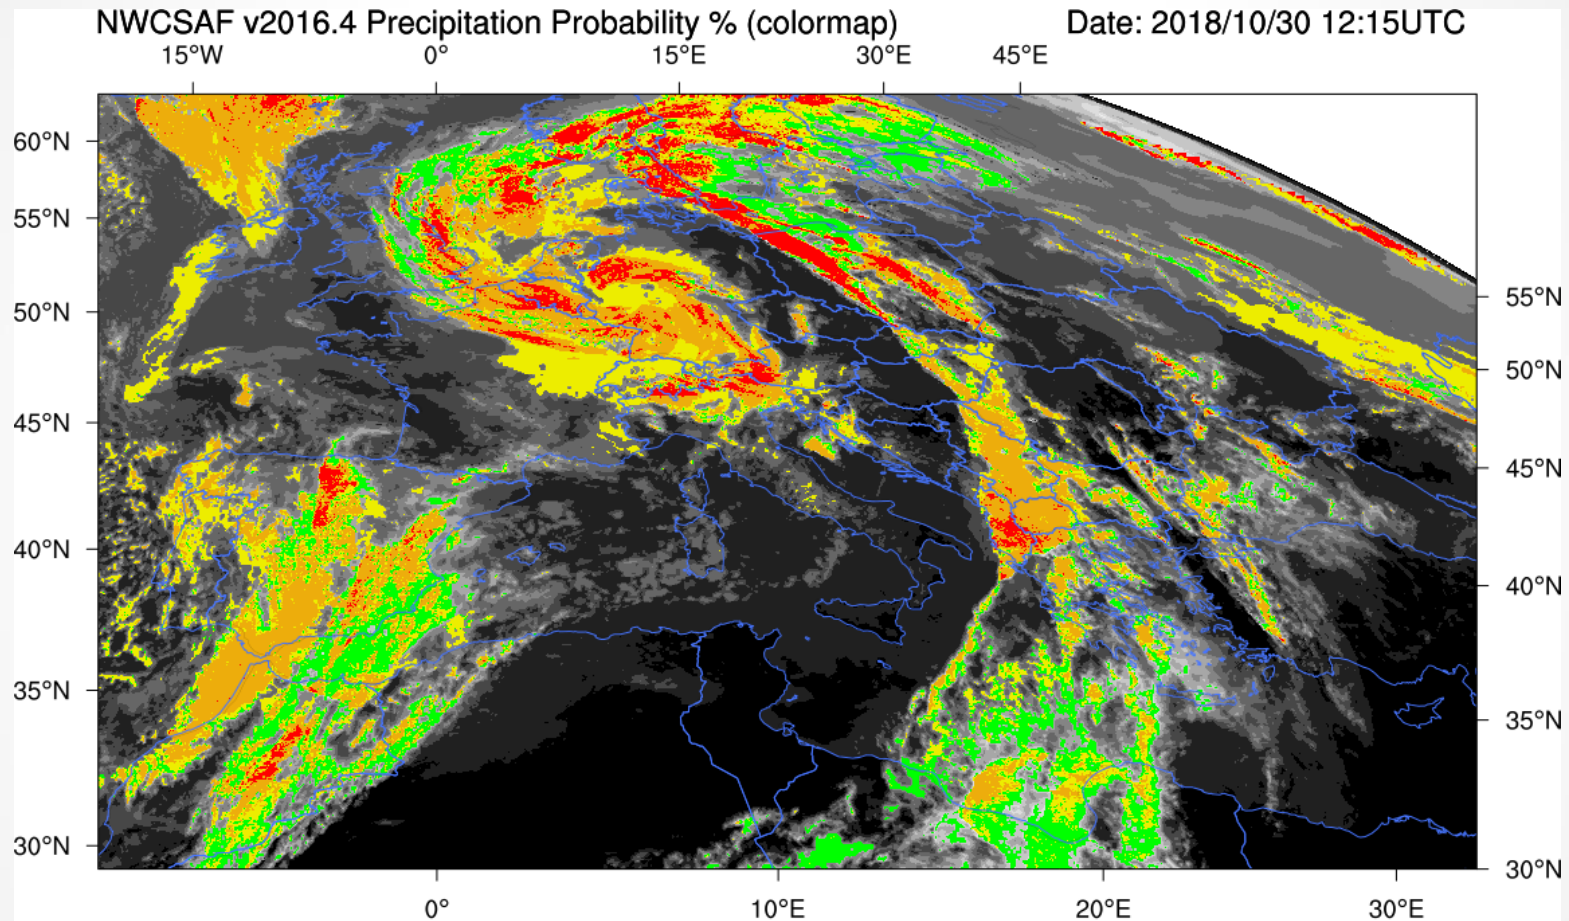 NWCSAF v2016.4 Precipitation Probability % (colormap) Date: 2018/10/30 12:15UTC
15°W 0° 15°E 30°E 45°E
60°N
55°N
50°N 55°N
45°N 50°N
40°N 45°N
35°N 40°N
30°N 35°N
30°N
0° 10°E 20°E 30°E